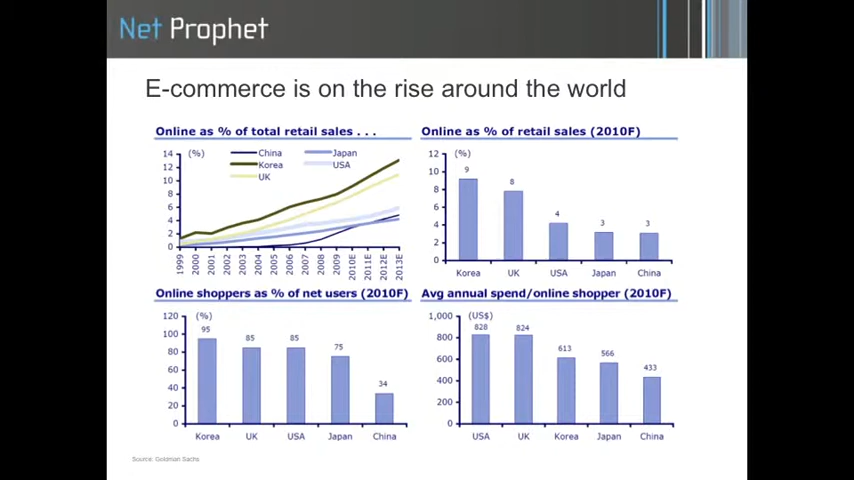 Net Prophet
E-commerce is on the rise around the world
Online as % of total retail sales . . .
(%)
China
Japan
Korea
USA
UK
14
12
10
8
6
4
2
0
1999
2000
2001
2002
2003
2004
2005
2006
2007
2008
2009
2010E
2011E
2012E
2013E
Online as % of retail sales (2010F)
(%)
12
10
8
6
4
2
0
9
8
4
3
3
Korea UK USA Japan China
Online shoppers as % of net users (2010F)
(%)
120
100
80
60
40
20
0
95
85
85
75
34
Korea UK USA Japan China
Avg annual spend/online shopper (2010F)
(US$)
1,000
800
600
400
200
0
828
824
613
566
433
USA UK Korea Japan China
Source: Goldman Sachs